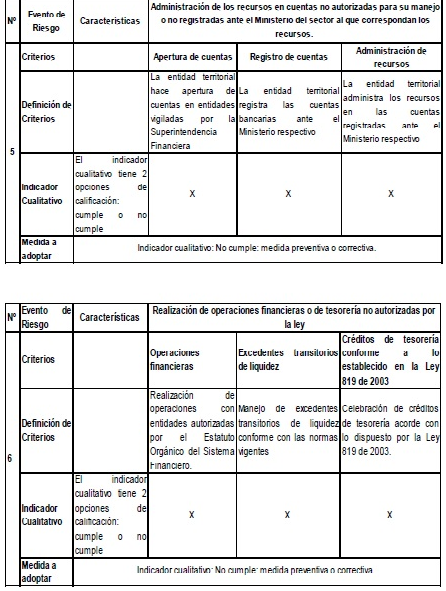 Nº Evento de Riesgo Características Administración de los recursos en cuentas no autorizadas para su manejo
o no registradas ante el Ministerio del sector al que correspondan los
recursos.
Criterios Apertura de cuentas Registro de cuentas Administración de
recursos
5
Definición de
Criterios
La entidad territorial
hace apertura de
cuentas en entidades
vigiladas por la
Superintendencia
Financiera
La entidad territorial
registra las cuentas
bancarias ante el
Ministerio respectivo
La entidad territorial
administra los recursos
en las cuentas
registradas ante el
Ministerio respectivo
Indicador
Cualitativo
El indicador
cualitativo tiene 2
opciones de
calificación:
cumple o no
cumple
X X X
Medida a
adoptar
Indicador cualitativo: No cumple: medida preventiva o correctiva.
Nº Evento de
Riesgo
Características
Realización de operaciones financieras o de tesorería no autorizadas por
la ley
Criterios
Operaciones
financieras
Excedentes transitorios
de liquidez
Créditos de tesorería
conforme a lo
establecido en la Ley
819 de 2003
6
Definición de
Criterios
Realización de
operaciones con
entidades autorizadas
por el Estatuto
Orgánico del Sistema
Financiero.
Manejo de excedentes
transitorios de liquidez
conforme con las normas
vigentes
Celebración de créditos
de tesorería acorde con
lo dispuesto por la Ley
819 de 2003.
Indicador
Cualitativo
El indicador
cualitativo tiene 2
opciones de
calificación:
cumple o no
cumple
X X X
Medida a
adoptar
Indicador cualitativo: No cumple: medida preventiva o correctiva